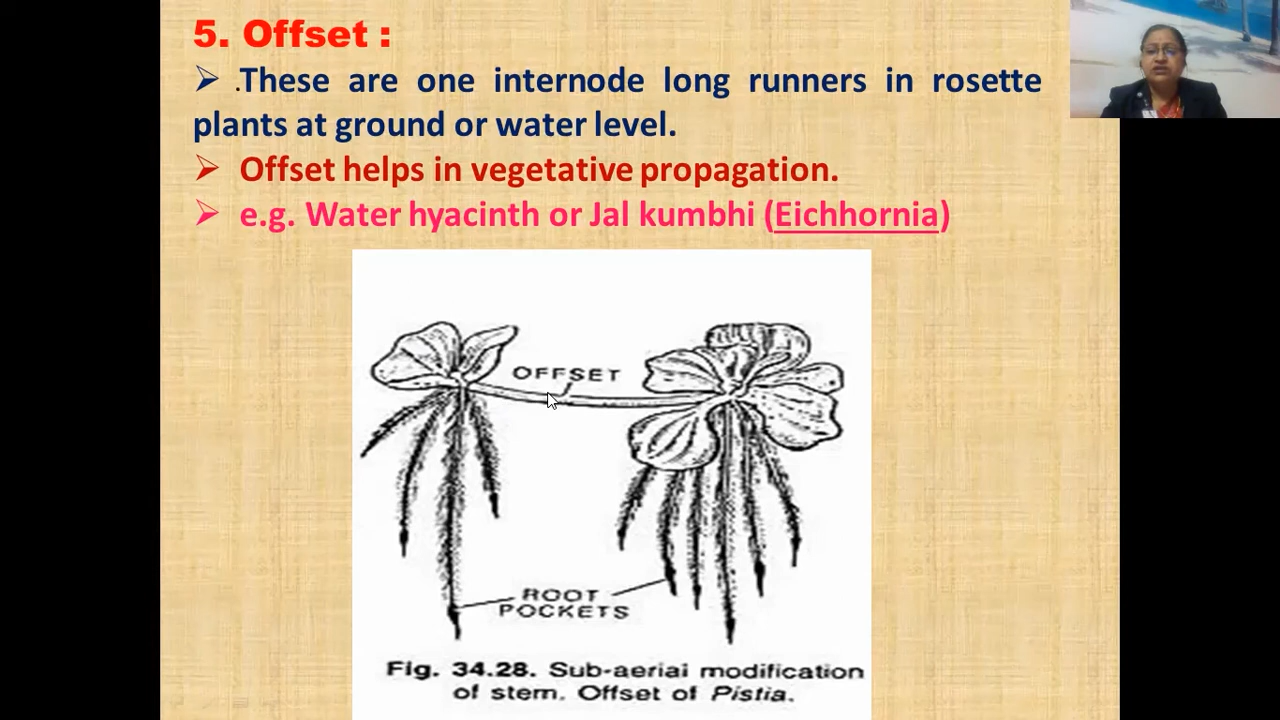 5. Offset :
➢ .These are one internode long runners in rosette
plants at ground or water level.
➢ Offset helps in vegetative propagation.
➢ e.g. Water hyacinth or Jal kumbhi (Eichhornia)
OFFSET
ROOT
POCKETS
Fig. 34.28. Sub-aerial modification
of stem. Offset of Pistia.